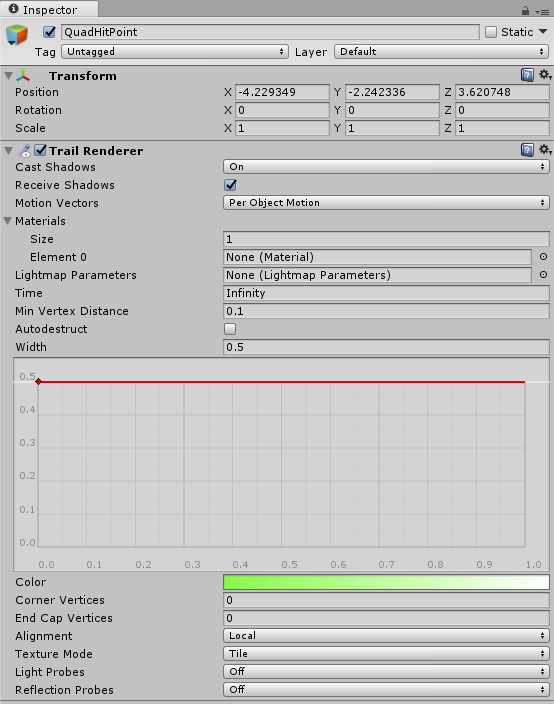 Inspector
QuadHitPoint Static
Tag Untagged Layer Default
Transform
Position X -4.229349 Y -2.242336 Z 3.620748
Rotation X 0 Y 0 Z 0
Scale X 1 Y 1 Z 1
Trail Renderer
Cast Shadows On
Receive Shadows
Motion Vectors Per Object Motion
Materials
Size 1
Element 0 None (Material)
Lightmap Parameters None (Lightmap Parameters)
Time Infinity
Min Vertex Distance 0.1
Autodestruct
Width 0.5
0.5
0.4
0.3
0.2
0.1
0.0
0.0 0.1 0.2 0.3 0.4 0.5 0.6 0.7 0.8 0.9 1.0
Color
Corner Vertices 0
End Cap Vertices 0
Alignment Local
Texture Mode Tile
Light Probes Off
Reflection Probes Off